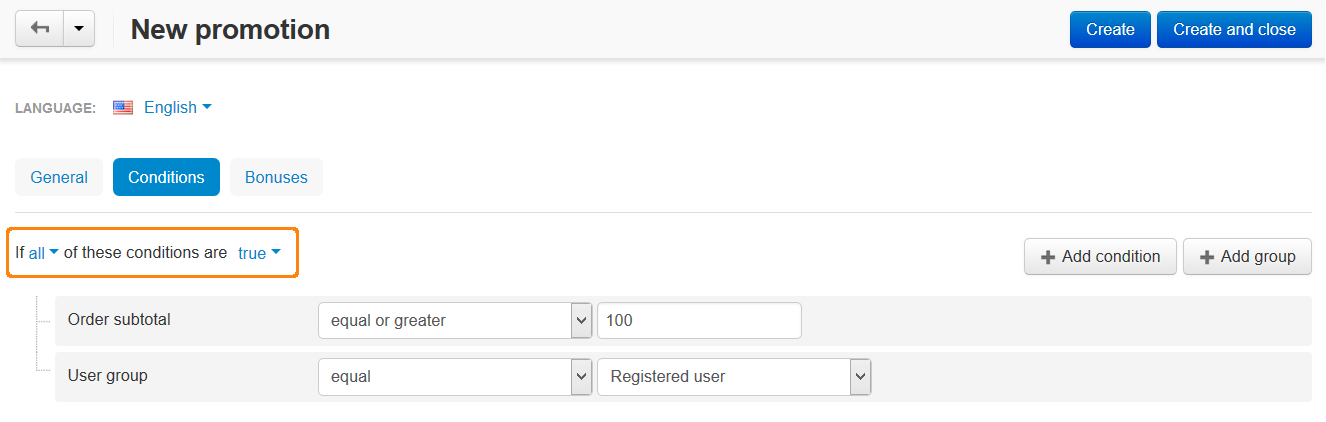 New promotion
Create
Create and close
LANGUAGE:
English
General
Conditions
Bonuses
If all of these conditions are true
Add condition
Add group
Order subtotal
equal or greater
100
User group
equal
Registered user